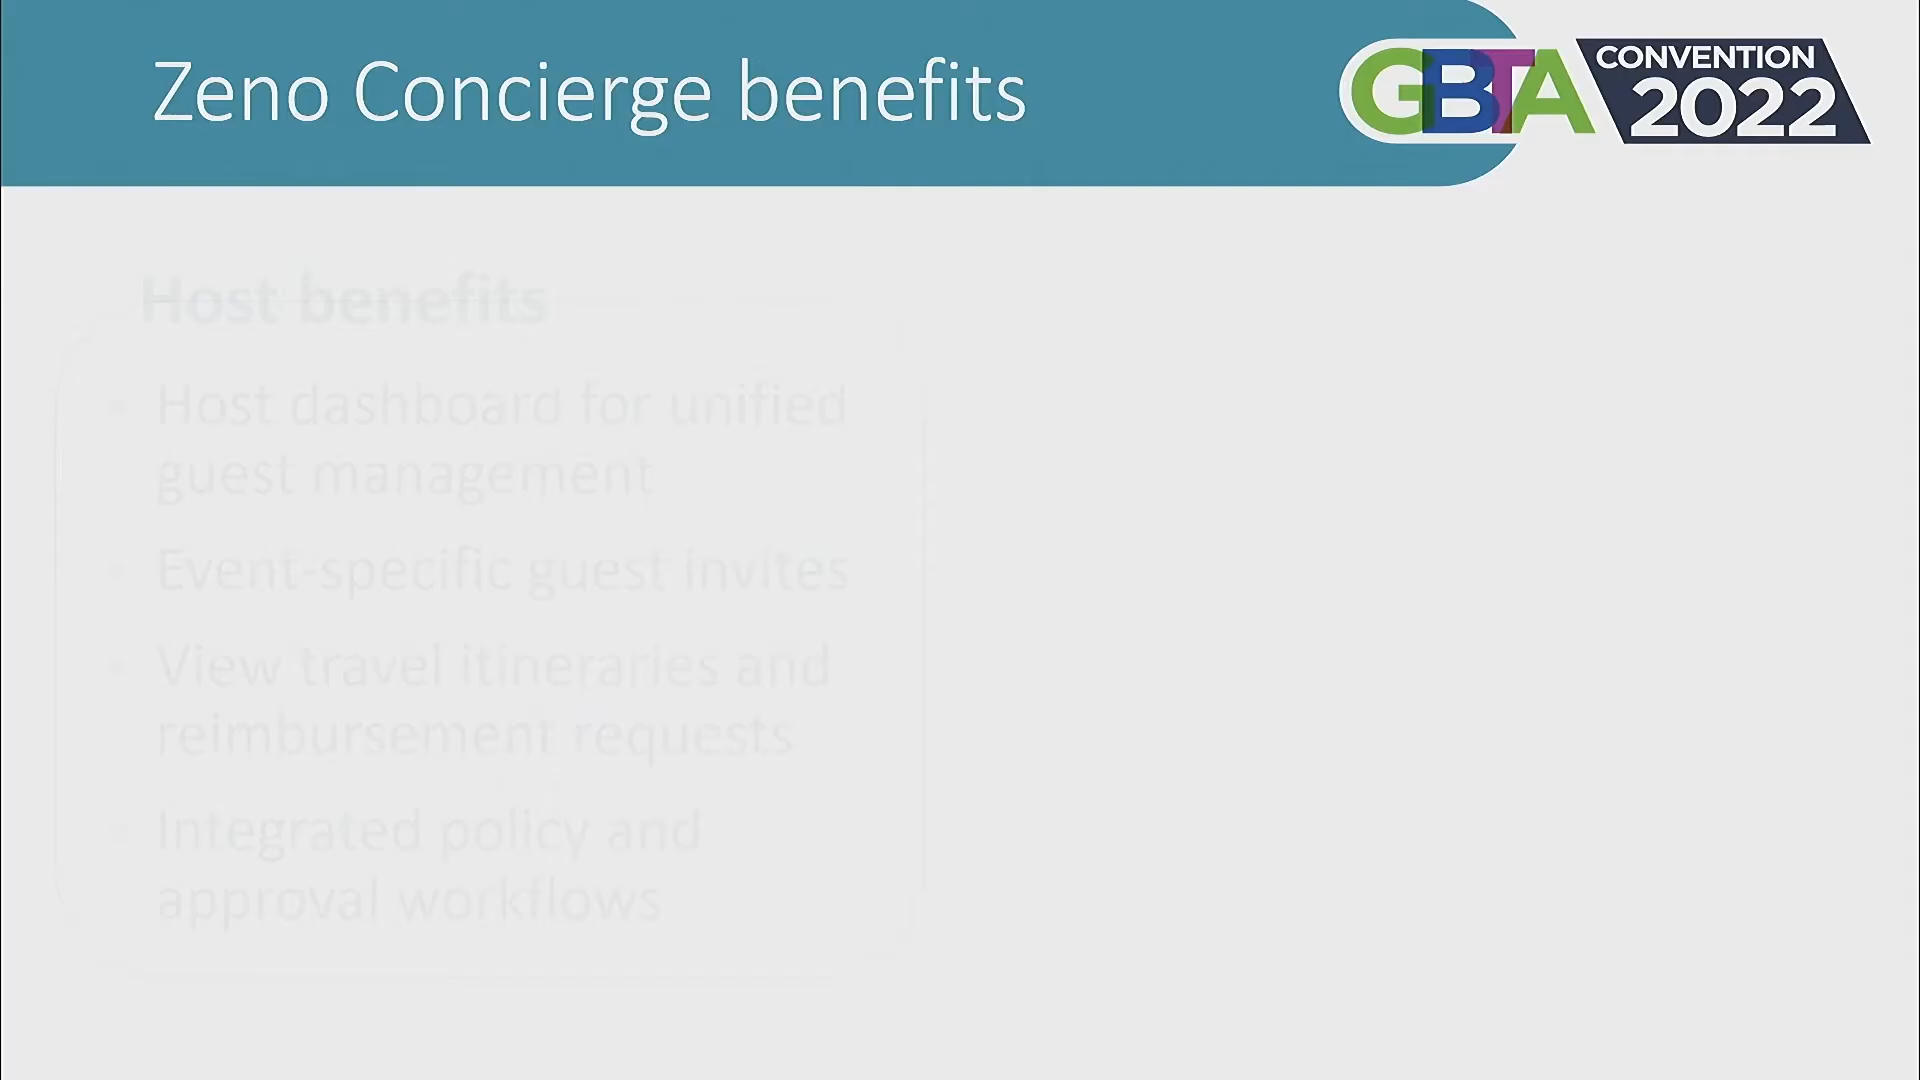 Zeno Concierge benefits
GBTA
CONVENTION
2022
Host benefits
• Host dashboard for unified
guest management
• Event-specific guest invites
• View travel itineraries and
reimbursement requests
• Integrated policy and
approval workflows